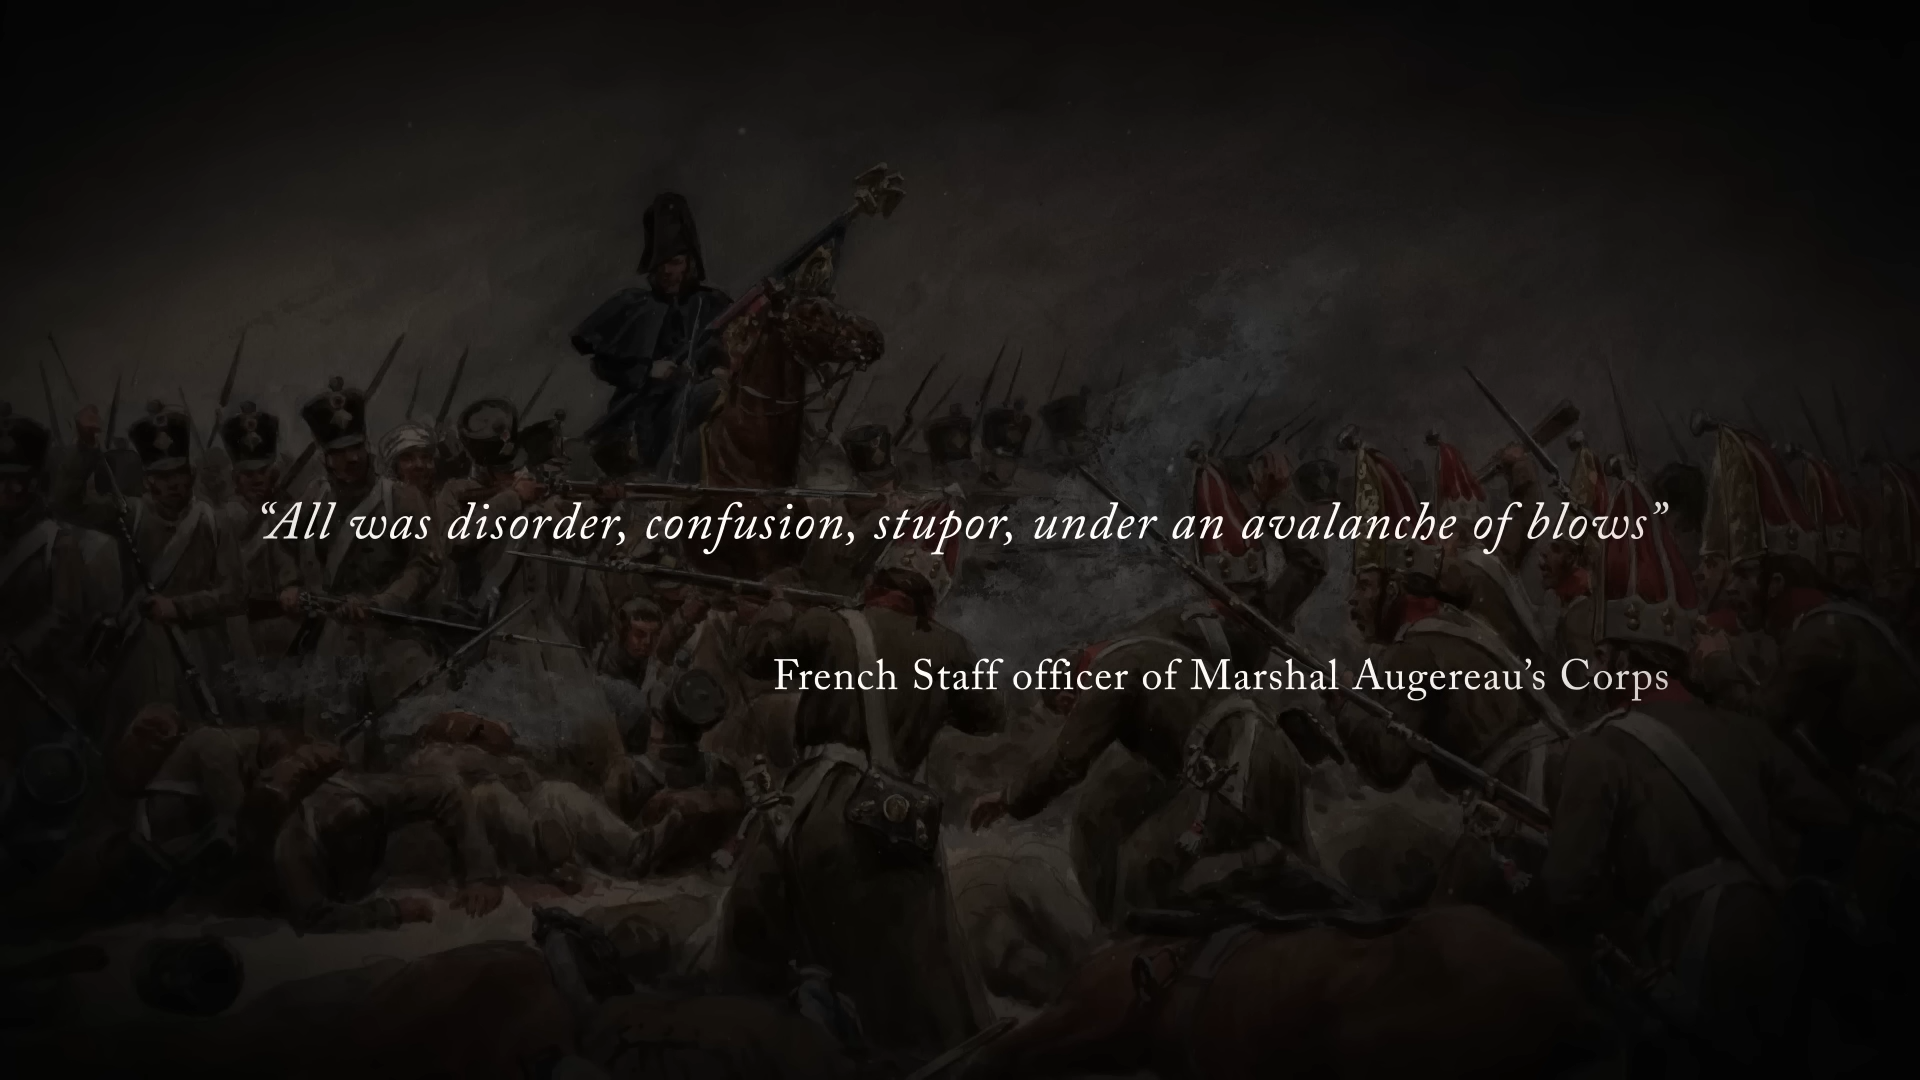 “All was disorder, confusion, stupor, under an avalanche of blows”
French Staff officer of Marshal Augereau’s Corps